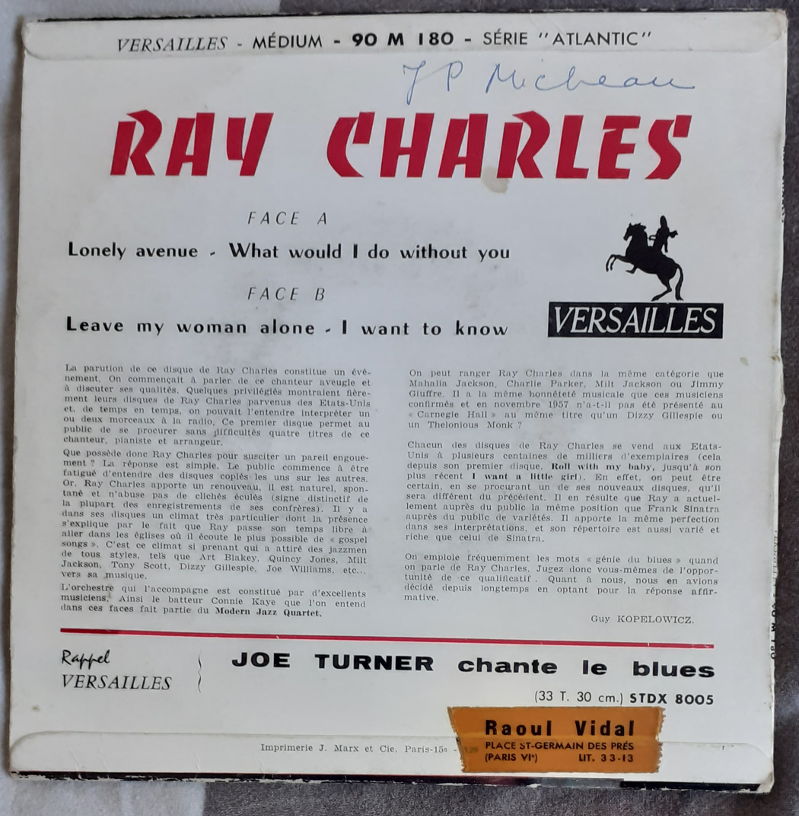 VERSAILLES - MÉDIUM - 90 M 180 - SÉRIE "ATLANTIC"
J P Micheau
RAY CHARLES
FACE A
Lonely avenue - What would I do without you
FACE B
Leave my woman alone - I want to know
VERSAILLES
La parution de ce disque de Ray Charles constitue un évé-
nement. On commençait à parler de ce chanteur aveugle et
à discuter ses qualités. Quelques privilégiés montraient fière-
ment leurs disques de Ray Charles parvenus des Etats-Unis
et, de temps en temps, on pouvait l'entendre interpréter un
ou deux morceaux à la radio. Ce premier disque permet au
public de se procurer sans difficultés quatre titres de ce
chanteur, pianiste et arrangeur.
Que possède donc Ray Charles pour susciter un pareil engoue-
ment ? La réponse est simple. Le public commence à être
fatigué d'entendre des disques copiés les uns sur les autres.
Or, Ray Charles apporte un renouveau. Il est naturel, spon-
tané et n'abuse pas de clichés éculés (signe distinctif de
la plupart des enregistrements de ses confrères). Il y a
dans ses disques un climat très particulier dont la présence
s'explique par le fait que Ray passe son temps libre à
aller dans les églises où il écoute le plus possible de « gospel
songs ». C'est ce climat si prenant qui a attiré des jazzmen
de tous styles, tels que Art Blakey, Quincy Jones, Milt
Jackson, Tony Scott, Dizzy Gillespie, Joe Williams, etc...
vers sa musique.
L'orchestre qui l'accompagne est constitué par d'excellents
musiciens. Ainsi le batteur Connie Kaye que l'on entend
dans ces faces fait partie du Modern Jazz Quartet.
On peut ranger Ray Charles dans la même catégorie que
Mahalia Jackson, Charlie Parker, Milt Jackson ou Jimmy
Giuffre. Il a la même honnêteté musicale que ces musiciens
confirmés et en novembre 1957 n'a-t-il pas été présenté au
« Carnegie Hall » au même titre qu'un Dizzy Gillespie ou
un Thelonious Monk ?
Chacun des disques de Ray Charles se vend aux Etats-
Unis à plusieurs centaines de milliers d'exemplaires (cela
depuis son premier disque, Roll with my baby, jusqu'à son
plus récent I want a little girl). En effet, on peut être
certain, en se procurant un de ses nouveaux disques, qu'il
sera différent du précédent. Il en résulte que Ray a actuel-
lement auprès du public la même position que Frank Sinatra
auprès du public de variétés. Il apporte la même perfection
dans ses interprétations, et son répertoire est aussi varié et
riche que celui de Sinatra.
On emploie fréquemment les mots « génie du blues » quand
on parle de Ray Charles. Jugez donc vous-mêmes de l'oppor-
tunité de ce qualificatif. Quant à nous, nous en avions
décidé depuis longtemps en optant pour la réponse affir-
mative.
Guy KOPELOWICZ.
Rappel
VERSAILLES
JOE TURNER chante le blues
(33 T. 30 cm.) STDX 8005
Imprimerie J. Marx et Cie, Paris-15e -
Raoul Vidal
PLACE ST-GERMAIN DES PRÉS
(PARIS VIe) LIT. 33-13